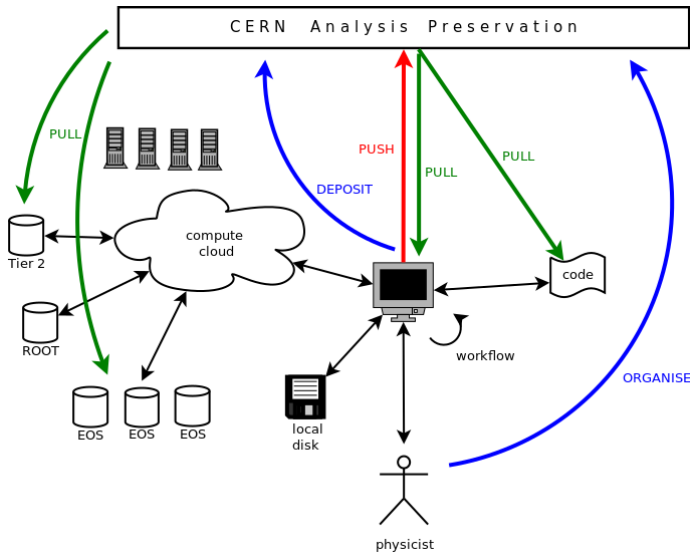 CERN Analysis Preservation
PULL
PUSH
PULL
PULL
DEPOSIT
compute
cloud
Tier 2
code
ROOT
workflow
ORGANISE
EOS
EOS
EOS
local
disk
physicist